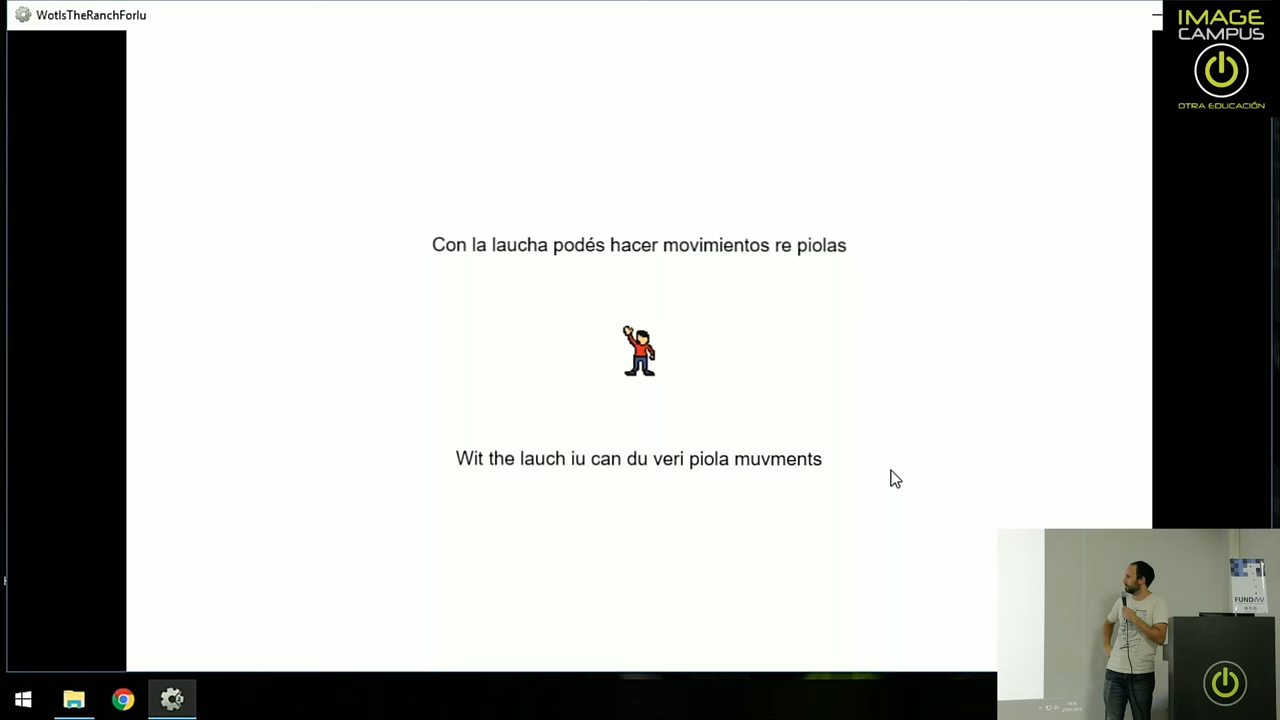 WotIsTheRanchForIu
IMAGE
CAMPUS
OTRA EDUCACIÓN
Con la laucha podés hacer movimientos re piolas
Wit the lauch iu can du veri piola muvments
FUNDAV